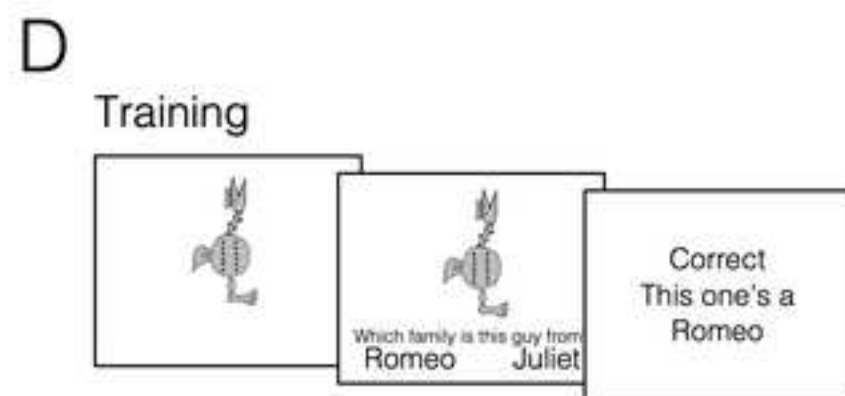 D
Training
Which family is this guy from
Romeo Juliet
Correct
This one's a
Romeo